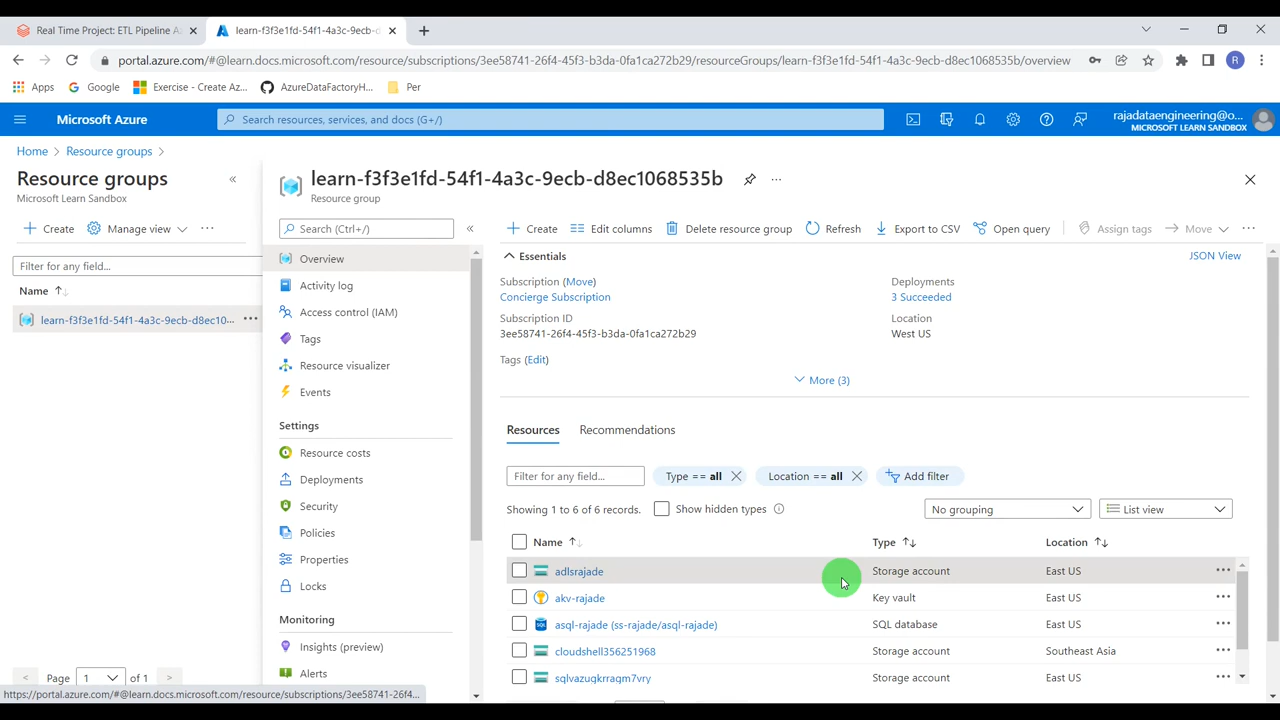 Real Time Project: ETL Pipeline A
learn-f3f3e1fd-54f1-4a3c-9ecb-d
portal.azure.com/#@learn.docs.microsoft.com/resource/subscriptions/3ee58741-26f4-45f3-b3da-0fa1ca272b29/resourceGroups/learn-f3f3e1fd-54f1-4a3c-9ecb-d8ec1068535b/overview
R
Apps
Google
Exercise - Create Az...
AzureDataFactoryH...
Per
Microsoft Azure
Search resources, services, and docs (G+/)
rajadataengineering@o...
MICROSOFT LEARN SANDBOX
Home > Resource groups >
Resource groups
Microsoft Learn Sandbox
Create
Manage view
Filter for any field...
Name
learn-f3f3e1fd-54f1-4a3c-9ecb-d8ec10...
Page 1 of 1
learn-f3f3e1fd-54f1-4a3c-9ecb-d8ec1068535b
Resource group
Search (Ctrl+/)
Overview
Activity log
Access control (IAM)
Tags
Resource visualizer
Events
Settings
Resource costs
Deployments
Security
Policies
Properties
Locks
Monitoring
Insights (preview)
Alerts
Create
Edit columns
Delete resource group
Refresh
Export to CSV
Open query
Assign tags
Move
Essentials
JSON View
Subscription (Move)
Concierge Subscription
Subscription ID
3ee58741-26f4-45f3-b3da-0fa1ca272b29
Tags (Edit)
Deployments
3 Succeeded
Location
West US
More (3)
Resources
Recommendations
Filter for any field...
Type == all
Location == all
Add filter
Showing 1 to 6 of 6 records.
Show hidden types
No grouping
List view
Name Type Location
adlsrajade Storage account East US
akv-rajade Key vault East US
asql-rajade (ss-rajade/asql-rajade) SQL database East US
cloudshell356251968 Storage account Southeast Asia
sqlvazugkrragm7vry Storage account East US
https://portal.azure.com/#@learn.docs.microsoft.com/resource/subscriptions/3ee58741-26f4...